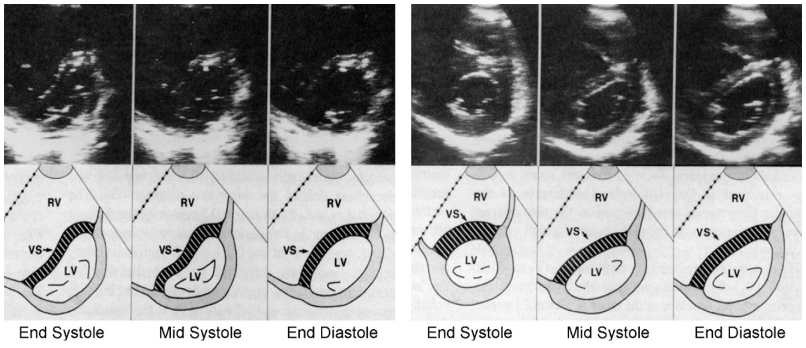 RV
VS
LV
RV
VS
LV
RV
VS
LV
RV
VS
LV
RV
VS
LV
RV
VS
LV
End Systole
Mid Systole
End Diastole
End Systole
Mid Systole
End Diastole